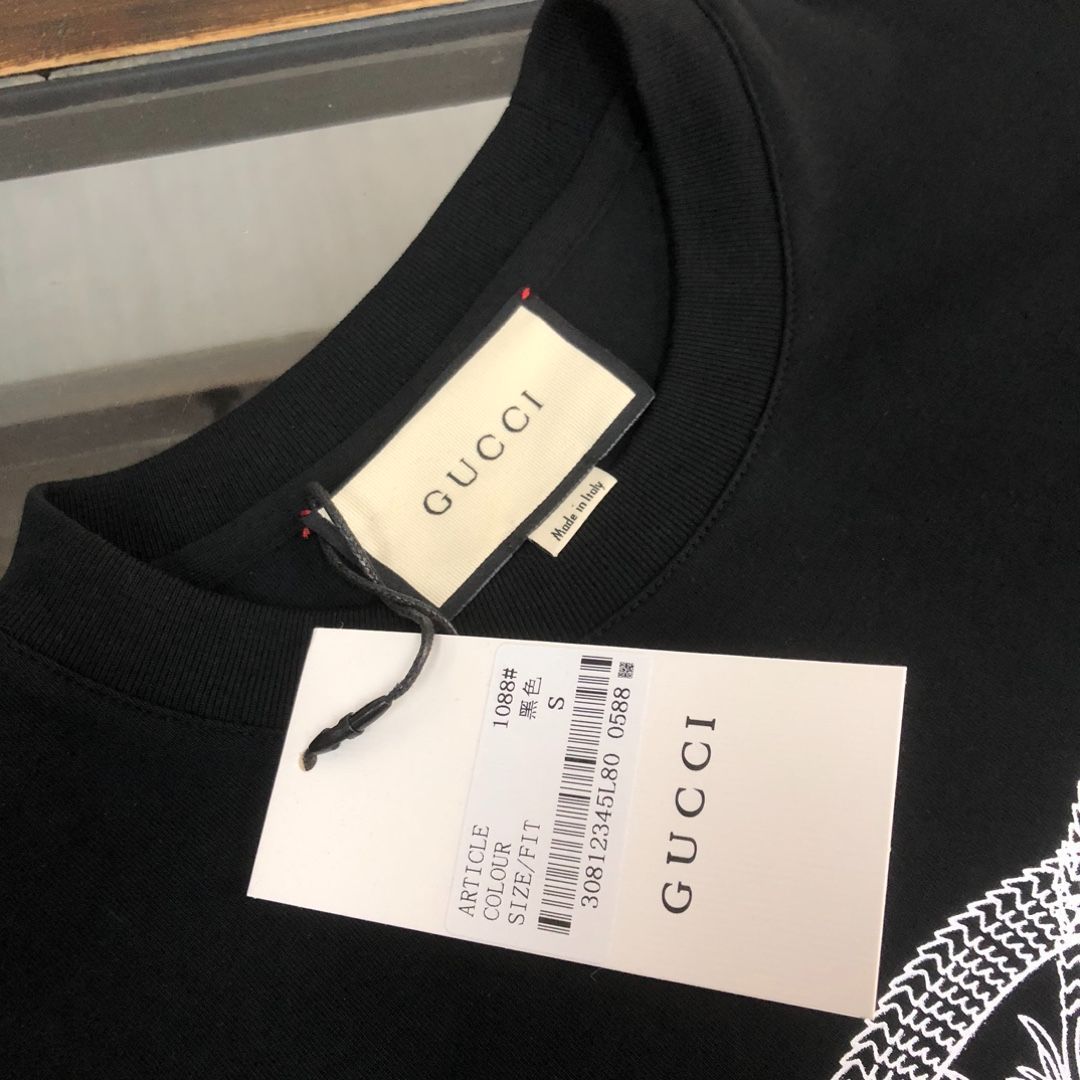 GUCCI
Made in Italy
ARTICLE 1088#
COLOUR 黑色
SIZE/FIT S
30812345L80 0588
GUCCI